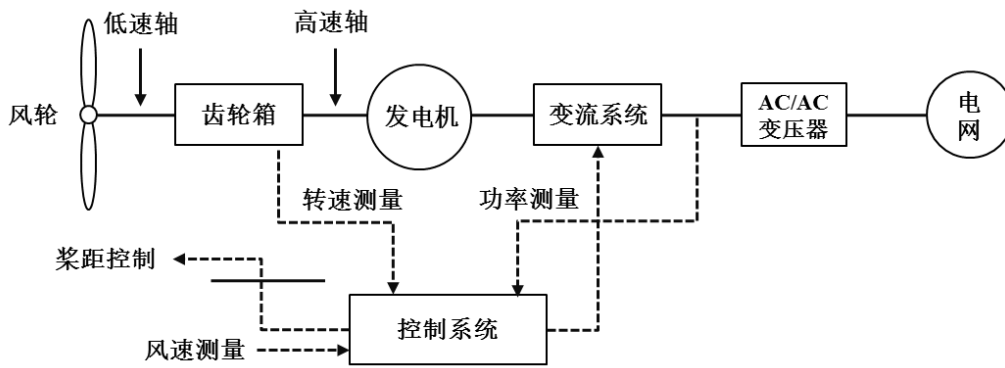 低速轴
高速轴
风轮
齿轮箱
发电机
变流系统
AC/AC
变压器
电
网
转速测量
功率测量
桨距控制
控制系统
风速测量